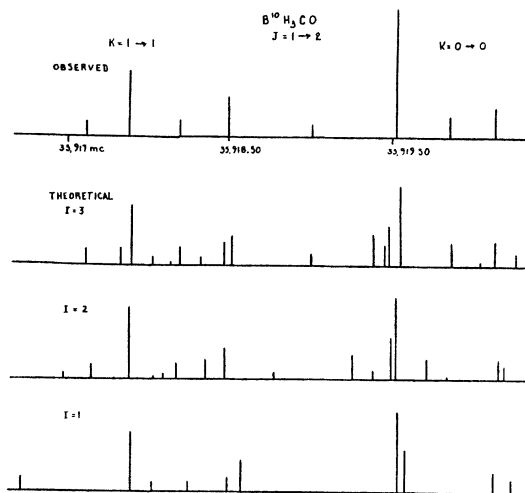 B¹⁰H₃CO
K=1→1
J=1→2
K=0→0
OBSERVED
35,917 mc
35,918.50
35,919.50
THEORETICAL
I=3
I=2
I=1